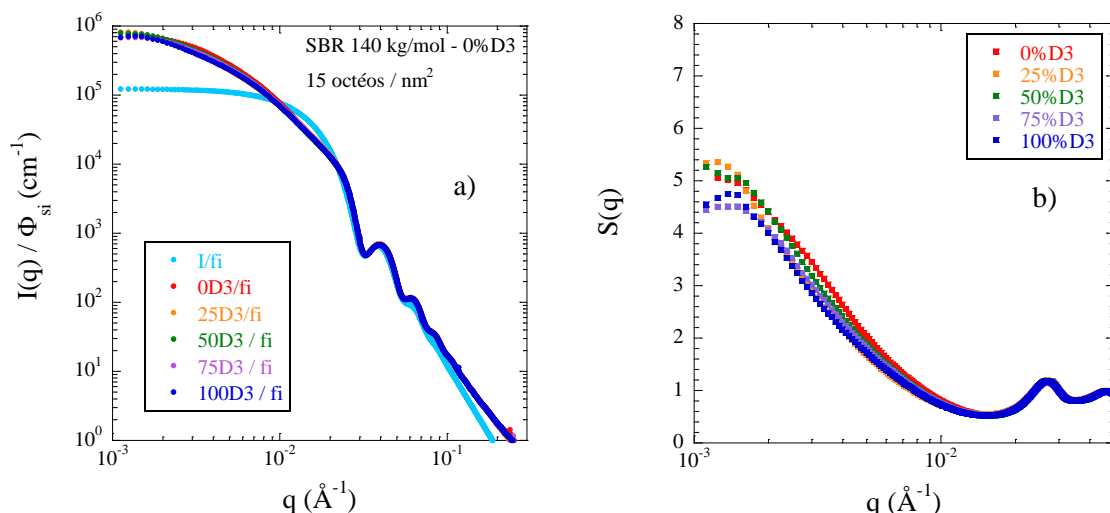 10^6
10^5
10^4
10^3
10^2
10^1
10^0
I(q) / Φ_si (cm^-1)
SBR 140 kg/mol - 0%D3
15 octéos / nm^2
a)
I/fi
0D3/fi
25D3/fi
50D3 / fi
75D3 / fi
100D3 / fi
10^-3
10^-2
10^-1
q (Å^-1)
8
7
6
5
4
3
2
1
0
S(q)
0%D3
25%D3
50%D3
75%D3
100%D3
b)
10^-3
10^-2
q (Å^-1)